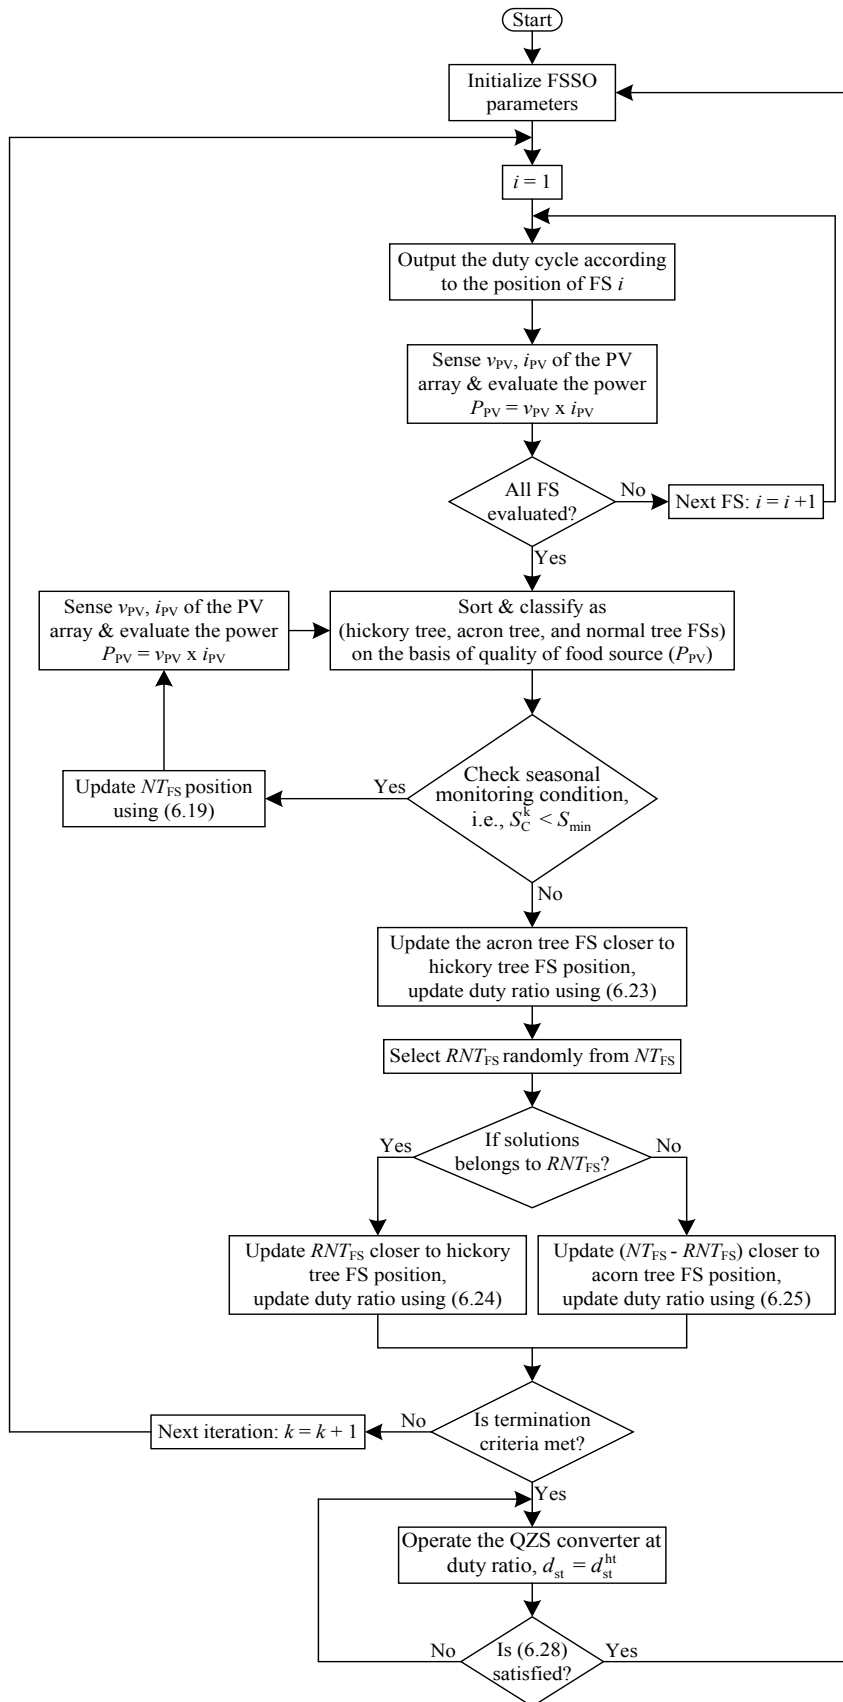 Start
Initialize FSSO
parameters
i = 1
Output the duty cycle according
to the position of FS i
Sense vPV, iPV of the PV
array & evaluate the power
PPV = vPV x iPV
All FS
evaluated?
No
Next FS: i = i +1
Yes
Sense vPV, iPV of the PV
array & evaluate the power
PPV = vPV x iPV
Sort & classify as
(hickory tree, acron tree, and normal tree FSs)
on the basis of quality of food source (PPV)
Update NTFS position
using (6.19)
Yes
Check seasonal
monitoring condition,
i.e., S_C^k < Smin
No
Update the acron tree FS closer to
hickory tree FS position,
update duty ratio using (6.23)
Select RNTFS randomly from NTFS
Yes
If solutions
belongs to RNTFS?
No
Update RNTFS closer to hickory
tree FS position,
update duty ratio using (6.24)
Update (NTFS - RNTFS) closer to
acorn tree FS position,
update duty ratio using (6.25)
Next iteration: k = k + 1
No
Is termination
criteria met?
Yes
Operate the QZS converter at
duty ratio, d_st = d_st^ht
No
Is (6.28)
satisfied?
Yes